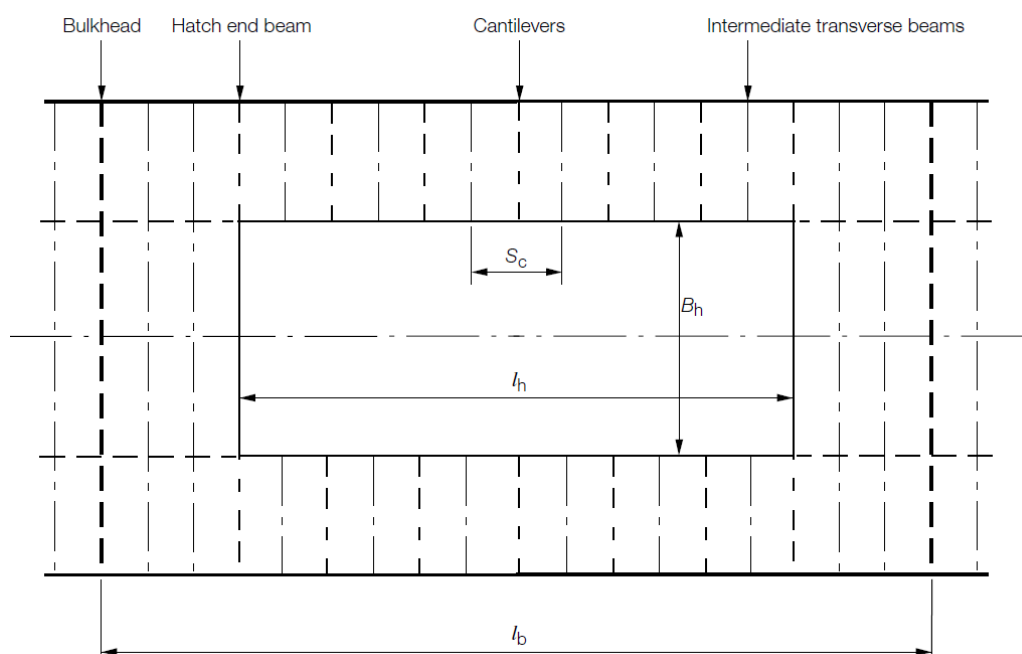 Bulkhead Hatch end beam Cantilevers Intermediate transverse beams
Sc
Bh
lh
lb